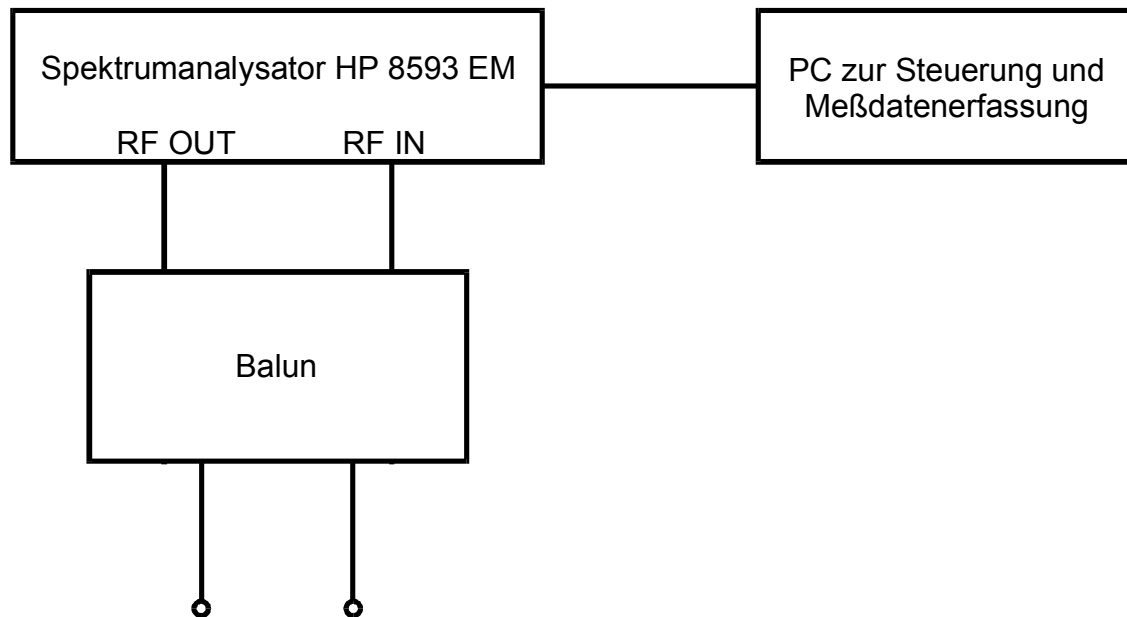 Spektrumanalysator HP 8593 EM
RF OUT
RF IN
PC zur Steuerung und
Meßdatenerfassung
Balun